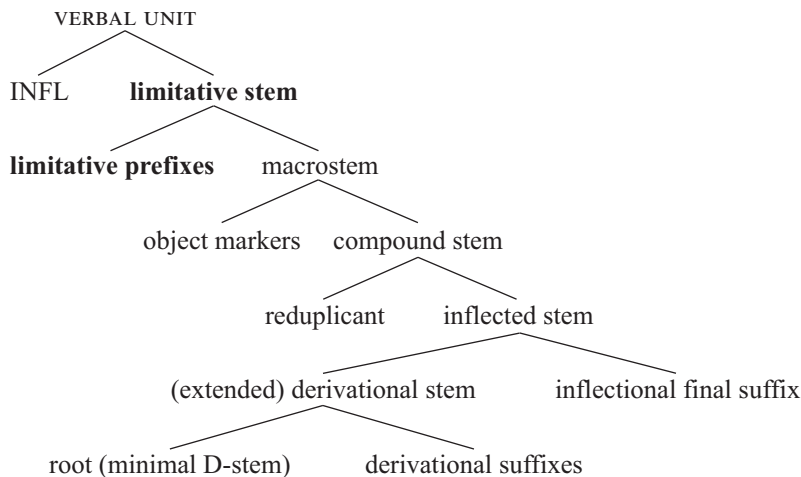 VERBAL UNIT
INFL limitative stem
limitative prefixes macrostem
object markers compound stem
reduplicant inflected stem
(extended) derivational stem inflectional final suffix
root (minimal D-stem) derivational suffixes